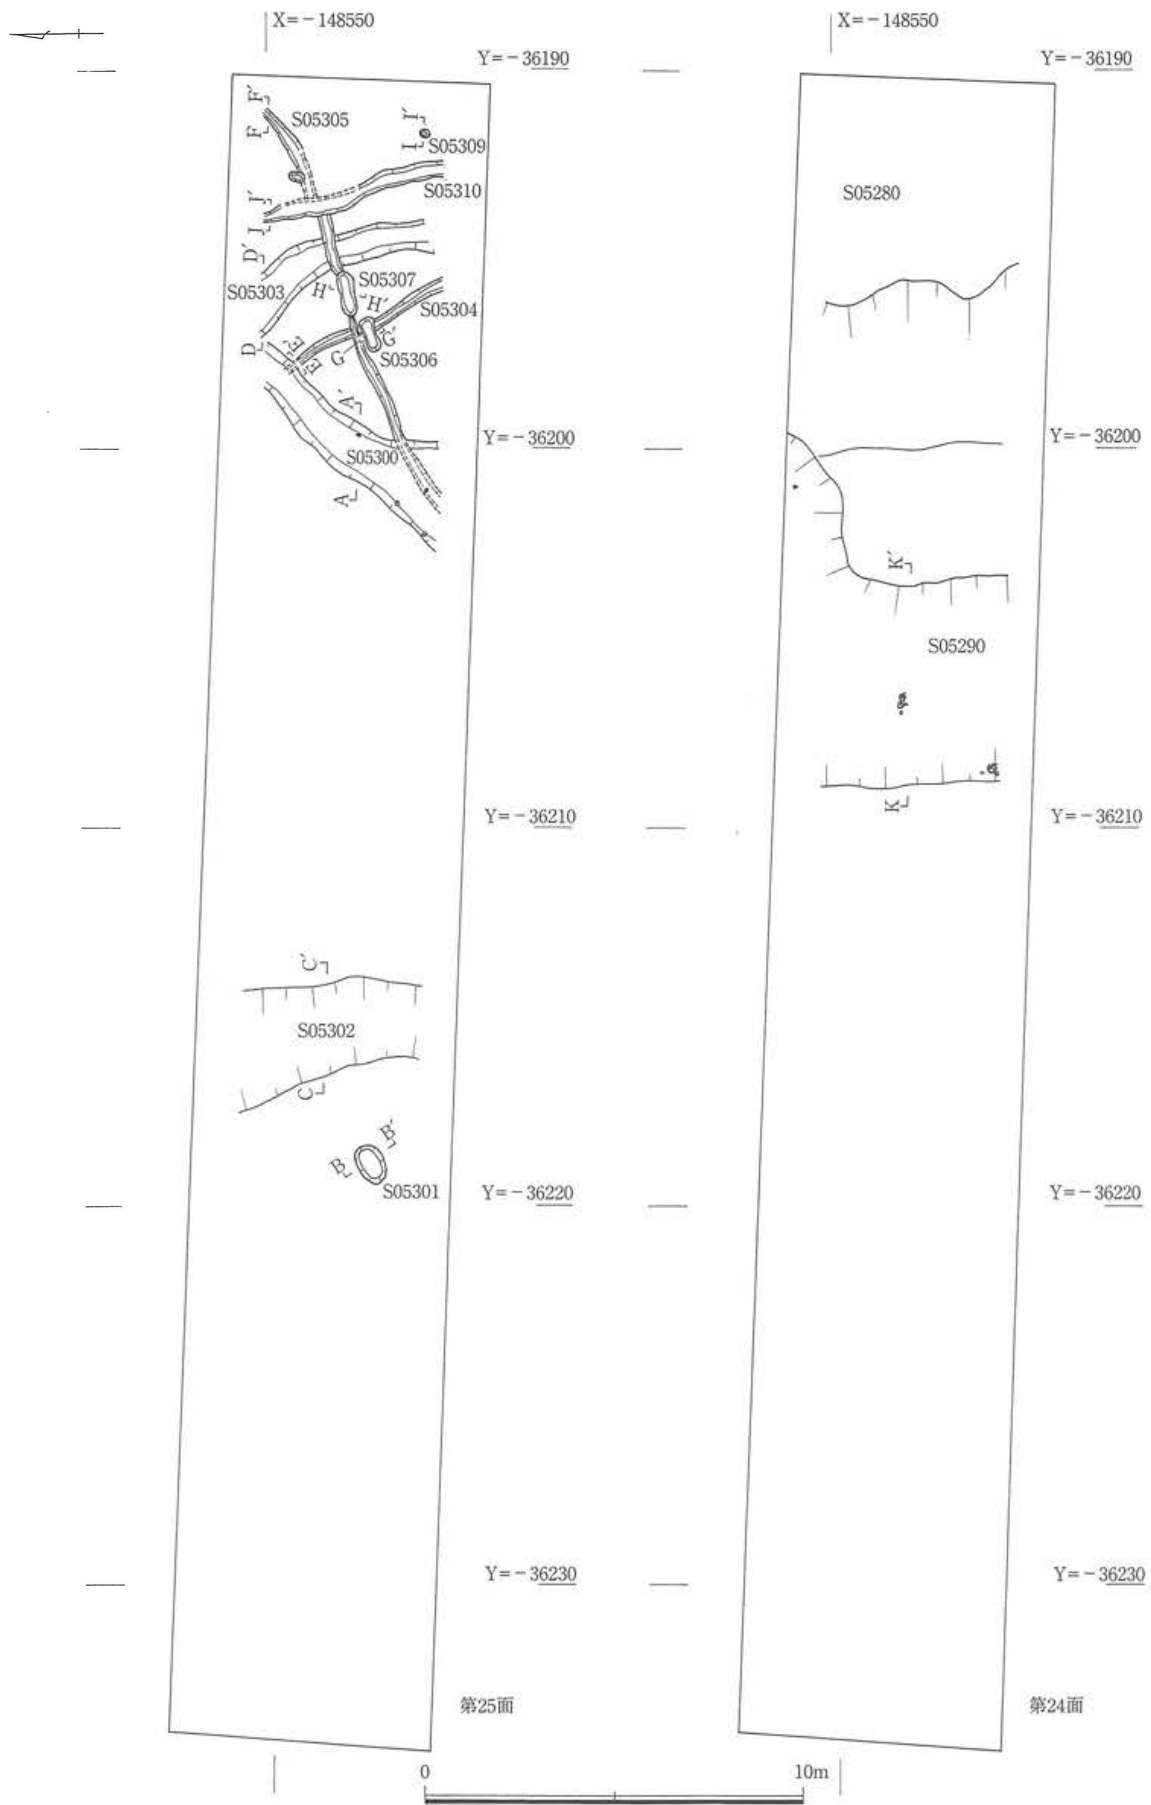 X=-148550
X=-148550
Y=-36190
Y=-36190
F′
F
S05305
I′
I
S05309
S05280
J′
J
S05310
D′
S05303
H
S05307
H′
S05304
D
E′
E
G
G′
S05306
A′
Y=-36200
Y=-36200
S05300
A
K′
S05290
K
Y=-36210
Y=-36210
C′
S05302
C
B′
B
S05301
Y=-36220
Y=-36220
Y=-36230
Y=-36230
第25面
第24面
0
10m